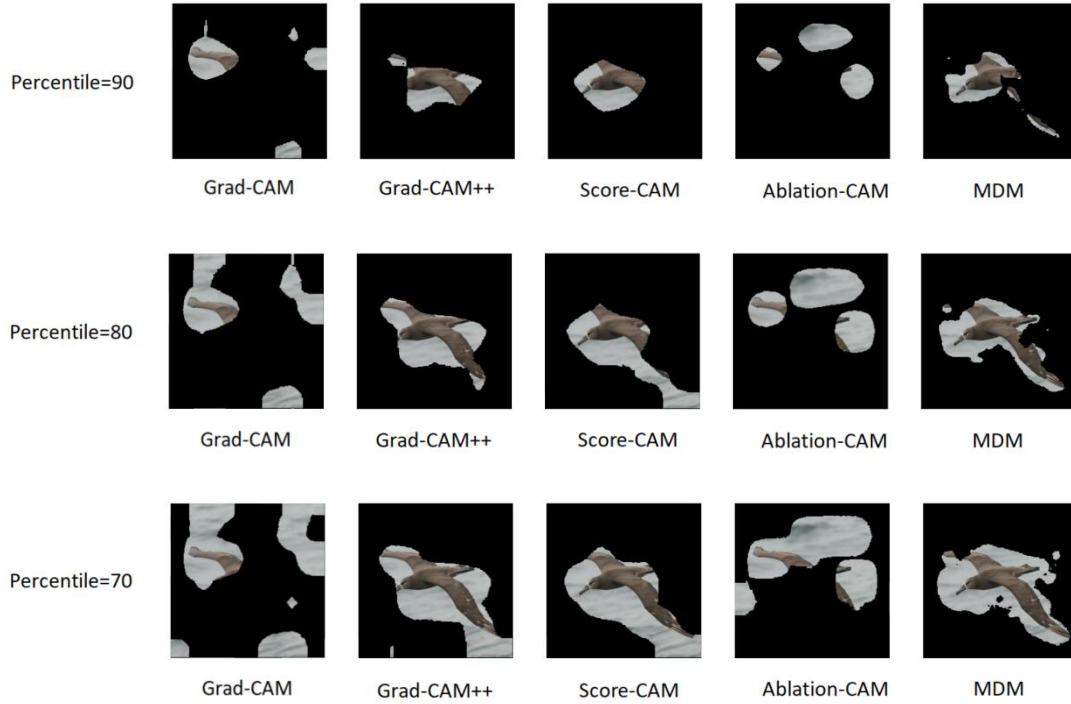 Percentile=90
Grad-CAM Grad-CAM++ Score-CAM Ablation-CAM MDM
Percentile=80
Grad-CAM Grad-CAM++ Score-CAM Ablation-CAM MDM
Percentile=70
Grad-CAM Grad-CAM++ Score-CAM Ablation-CAM MDM